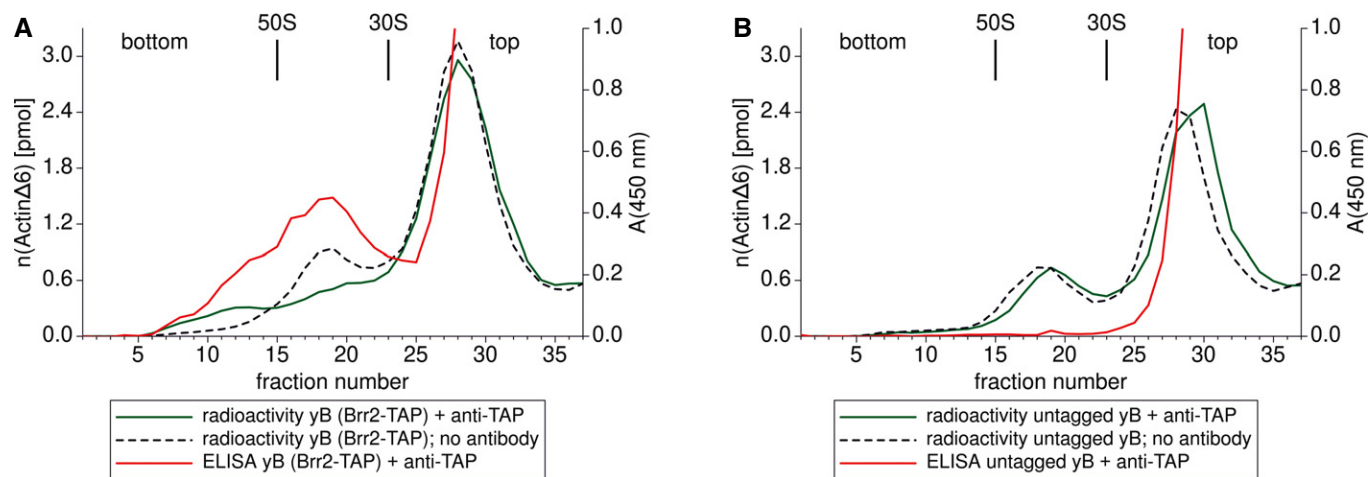 A
50S
30S
bottom
top
n(ActinΔ6) [pmol]
3.0
2.4
1.8
1.2
0.6
0.0
1.0
0.8
0.6
0.4
0.2
0.0
A(450 nm)
5 10 15 20 25 30 35
fraction number
radioactivity yB (Brr2-TAP) + anti-TAP
radioactivity yB (Brr2-TAP); no antibody
ELISA yB (Brr2-TAP) + anti-TAP
B
50S
30S
bottom
top
n(ActinΔ6) [pmol]
3.0
2.4
1.8
1.2
0.6
0.0
1.0
0.8
0.6
0.4
0.2
0.0
A(450 nm)
5 10 15 20 25 30 35
fraction number
radioactivity untagged yB + anti-TAP
radioactivity untagged yB; no antibody
ELISA untagged yB + anti-TAP